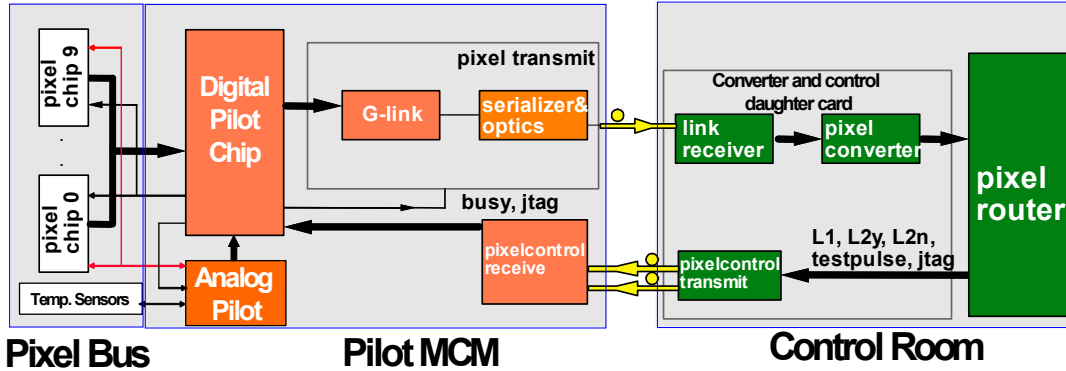 pixel
chip 9
.
.
pixel
chip 0
Temp. Sensors
Pixel Bus
Digital
Pilot
Chip
Analog
Pilot
pixel transmit
G-link
serializer&
optics
busy, jtag
pixelcontrol
receive
Pilot MCM
Converter and control
daughter card
link
receiver
pixel
converter
pixel
router
L1, L2y, L2n,
testpulse, jtag
pixelcontrol
transmit
Control Room